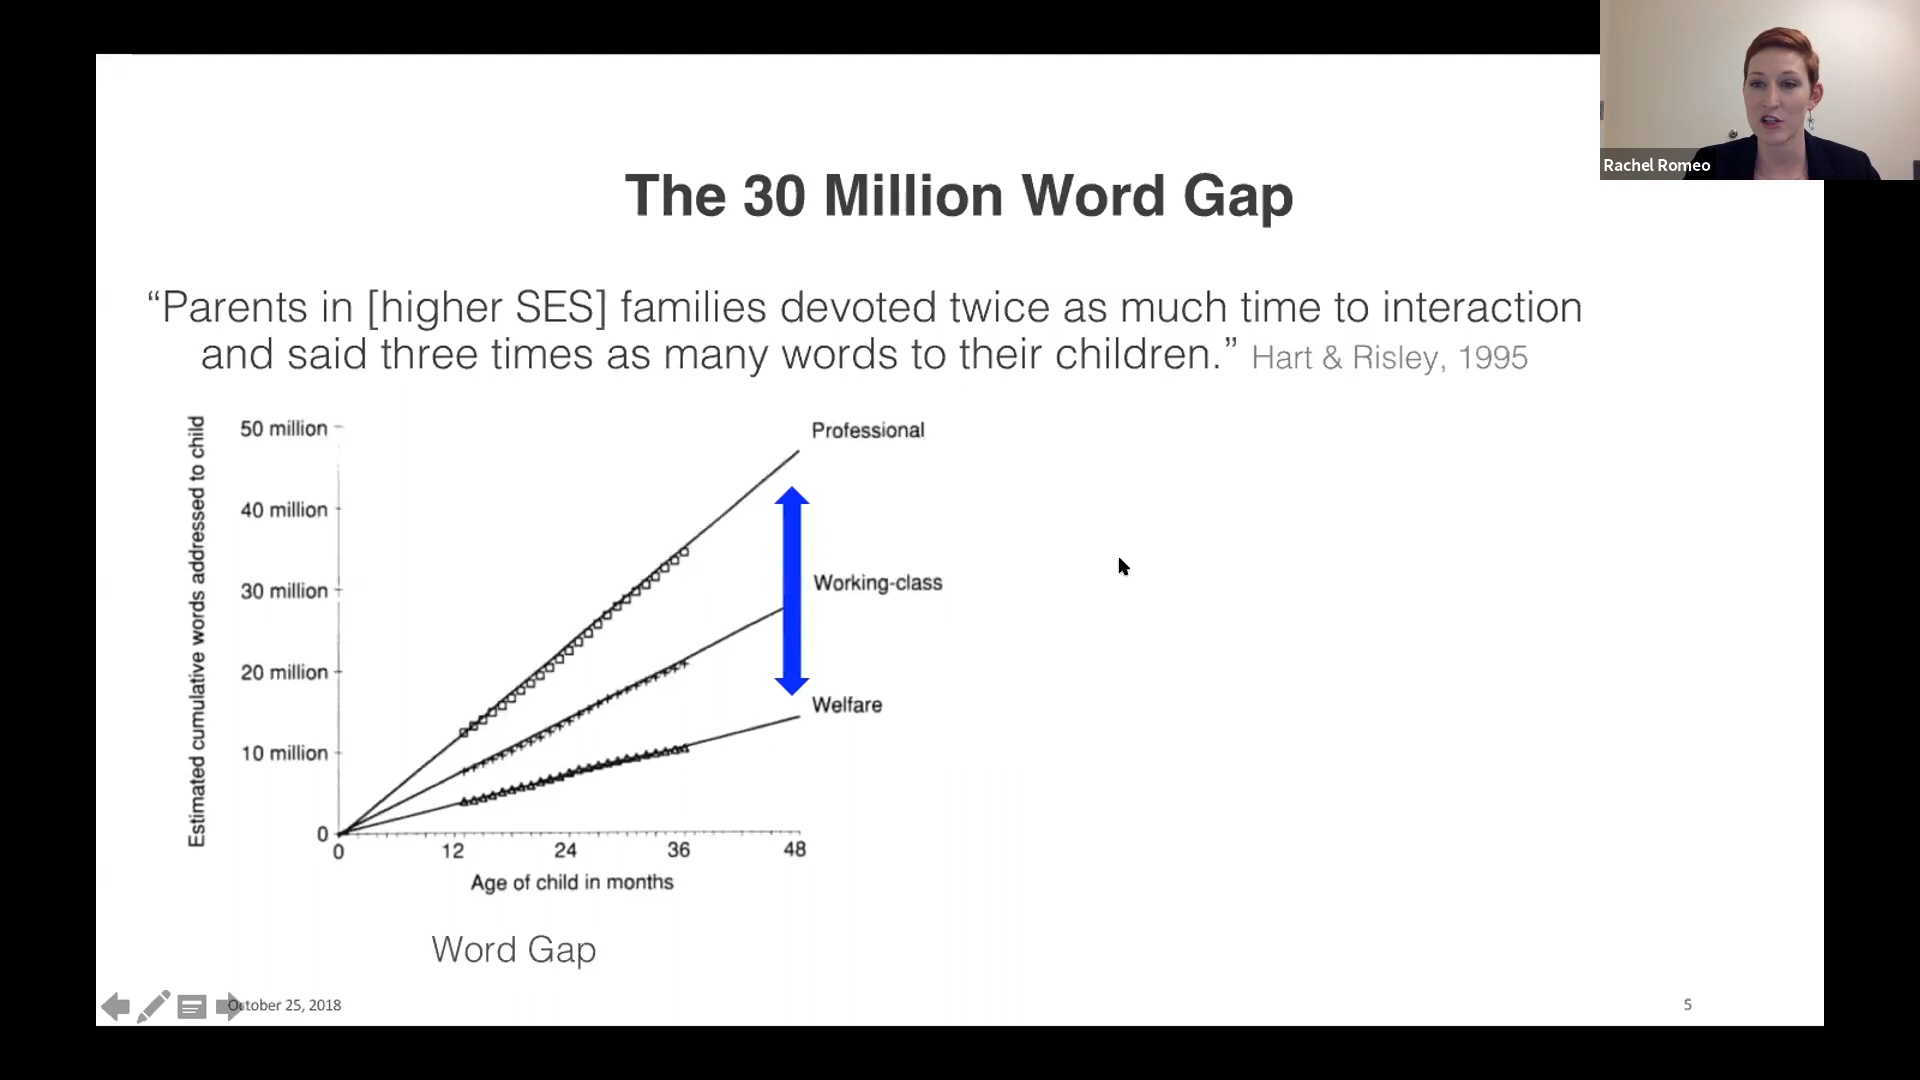 Rachel Romeo
The 30 Million Word Gap
“Parents in [higher SES] families devoted twice as much time to interaction
and said three times as many words to their children.” Hart & Risley, 1995
Estimated cumulative words addressed to child
50 million
40 million
30 million
20 million
10 million
0
Professional
Working-class
Welfare
0 12 24 36 48
Age of child in months
Word Gap
October 25, 2018
5